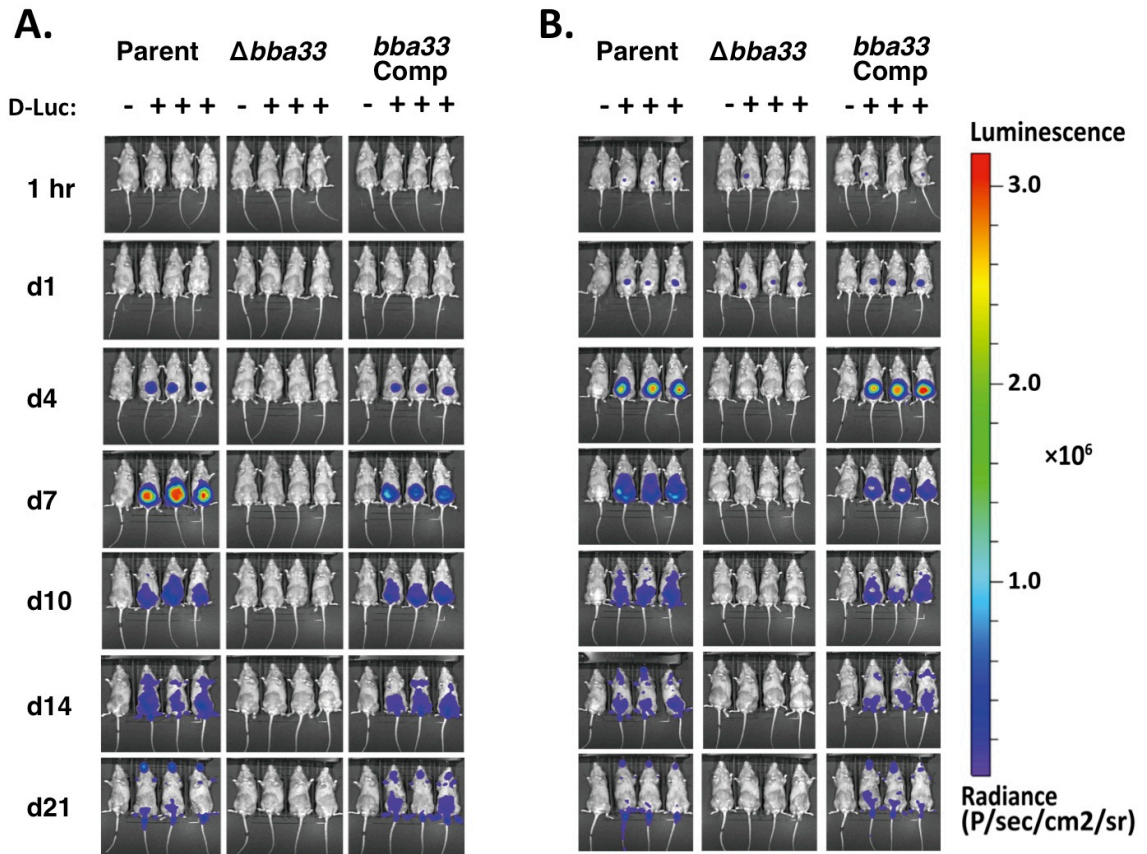 A.
Parent Δbba33 bba33 Comp
D-Luc: - + + + - + + + - + + +
1 hr
d1
d4
d7
d10
d14
d21
B.
Parent Δbba33 bba33 Comp
- + + + - + + + - + + +
Luminescence
3.0
2.0
×10⁶
1.0
Radiance
(P/sec/cm2/sr)